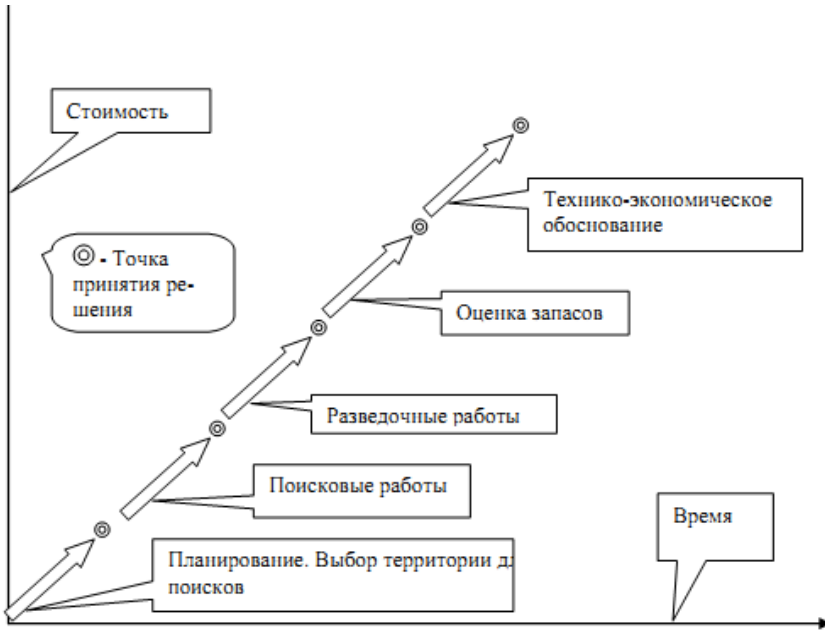 Стоимость
Технико-экономическое
обоснование
◎ - Точка
принятия ре-
шения
Оценка запасов
Разведочные работы
Поисковые работы
Время
Планирование. Выбор территории д
поисков